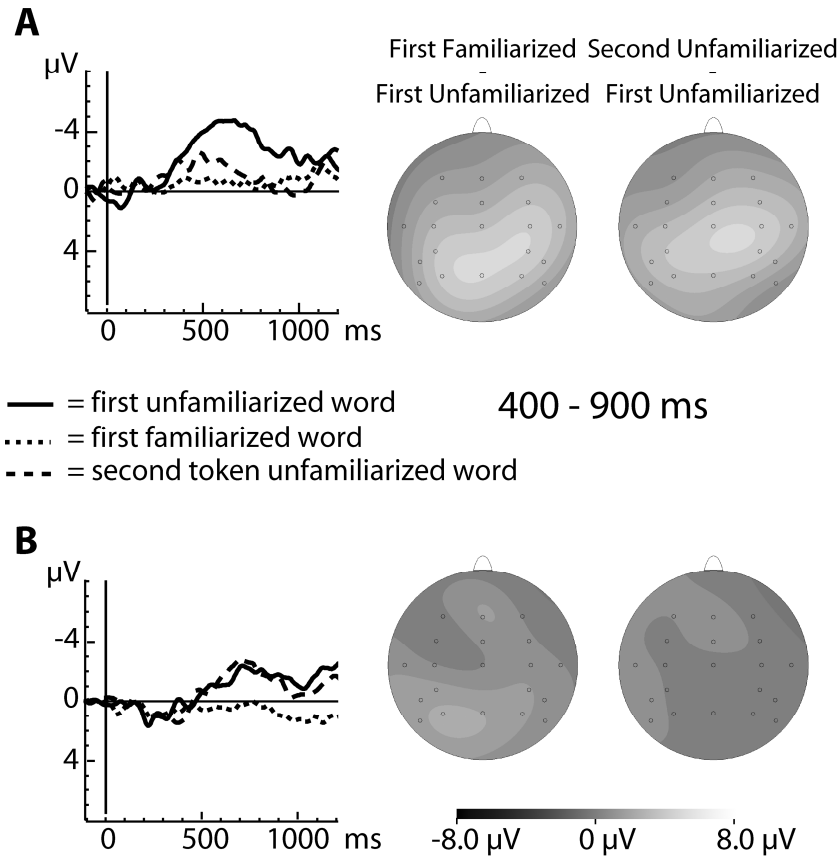 A
µV
-4
0
4
0 500 1000 ms
First Familiarized Second Unfamiliarized
- -
First Unfamiliarized First Unfamiliarized
= first unfamiliarized word
= first familiarized word
= second token unfamiliarized word
400 - 900 ms
B
µV
-4
0
4
0 500 1000 ms
-8.0 µV 0 µV 8.0 µV